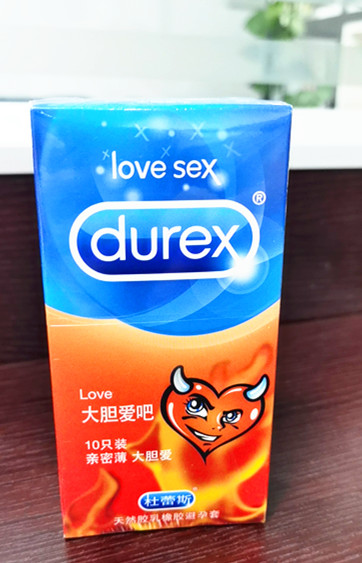 love sex
durex®
Love
大胆爱吧
10只装
亲密薄 大胆爱
杜蕾斯
天然胶乳橡胶避孕套